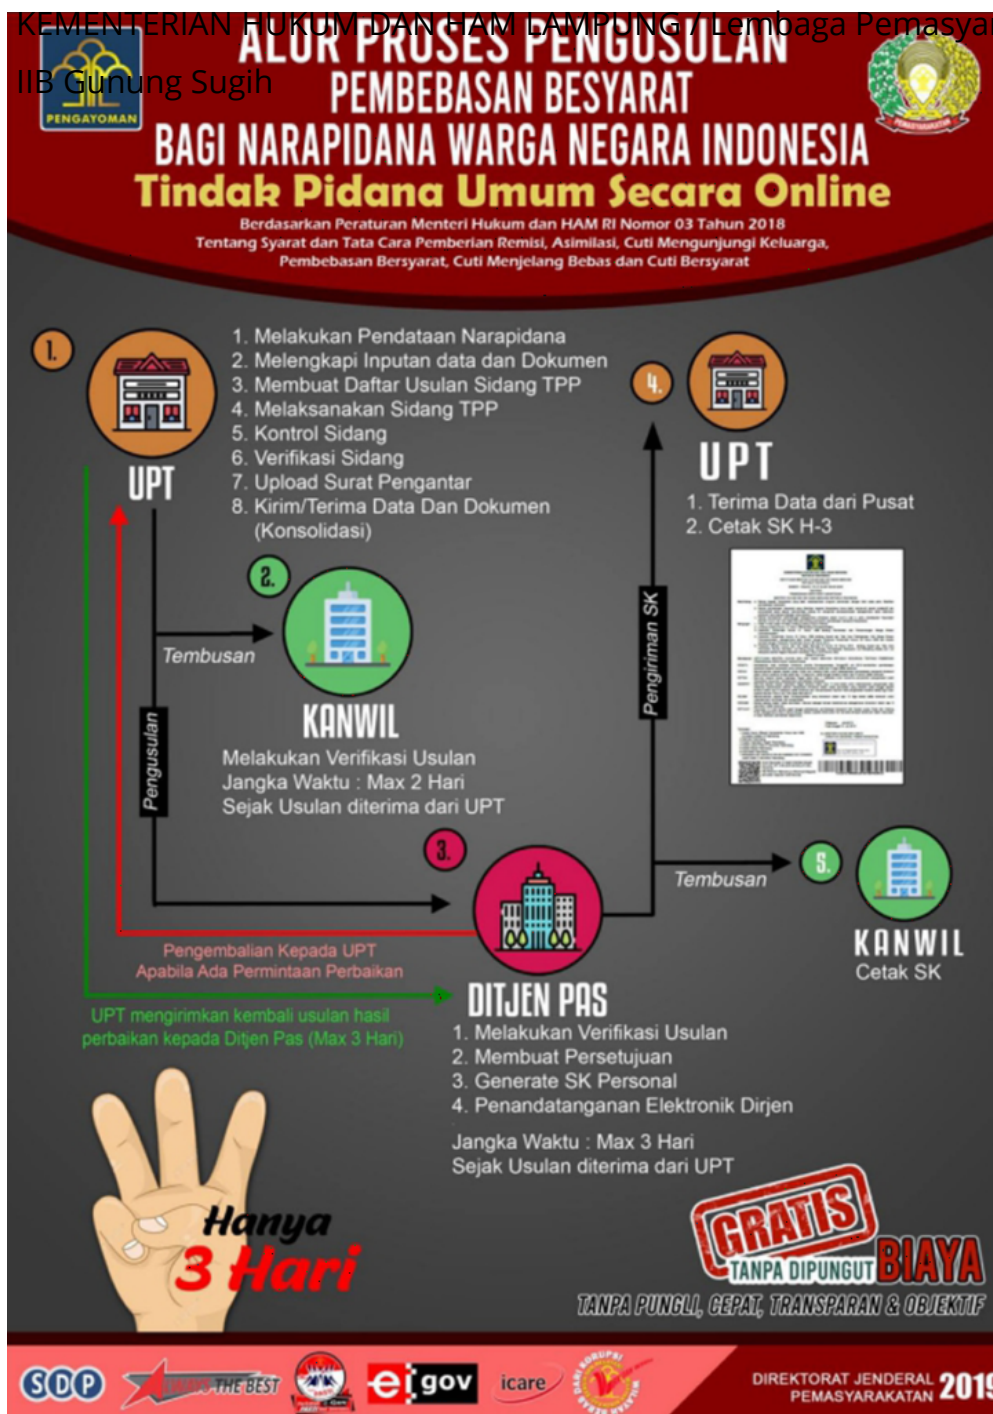 KEMENTERIAN HUKUM DAN HAM LAMPUNG / Lembaga Pemasyar
IIB Gunung Sugih
PENGAYOMAN
PEMASYARAKATAN
ALUR PROSES PENGUSULAN
PEMBEBASAN BESYARAT
BAGI NARAPIDANA WARGA NEGARA INDONESIA
Tindak Pidana Umum Secara Online
Berdasarkan Peraturan Menteri Hukum dan HAM RI Nomor 03 Tahun 2018
Tentang Syarat dan Tata Cara Pemberian Remisi, Asimilasi, Cuti Mengunjungi Keluarga,
Pembebasan Bersyarat, Cuti Menjelang Bebas dan Cuti Bersyarat
1.
UPT
1. Melakukan Pendataan Narapidana
2. Melengkapi Inputan data dan Dokumen
3. Membuat Daftar Usulan Sidang TPP
4. Melaksanakan Sidang TPP
5. Kontrol Sidang
6. Verifikasi Sidang
7. Upload Surat Pengantar
8. Kirim/Terima Data Dan Dokumen
(Konsolidasi)
4.
UPT
1. Terima Data dari Pusat
2. Cetak SK H-3
2.
Tembusan
KANWIL
Melakukan Verifikasi Usulan
Jangka Waktu : Max 2 Hari
Sejak Usulan diterima dari UPT
Pengusulan
Pengiriman SK
3.
Tembusan
5.
KANWIL
Cetak SK
Pengembalian Kepada UPT
Apabila Ada Permintaan Perbaikan
UPT mengirimkan kembali usulan hasil
perbaikan kepada Ditjen Pas (Max 3 Hari)
DITJEN PAS
1. Melakukan Verifikasi Usulan
2. Membuat Persetujuan
3. Generate SK Personal
4. Penandatanganan Elektronik Dirjen
Jangka Waktu : Max 3 Hari
Sejak Usulan diterima dari UPT
Hanya
3 Hari
GRATIS
TANPA DIPUNGUT BIAYA
TANPA PUNGLI, CEPAT, TRANSPARAN & OBJEKTIF
SDP
ALWAYS THE BEST
e gov
icare
DIREKTORAT JENDERAL
PEMASYARAKATAN
2019